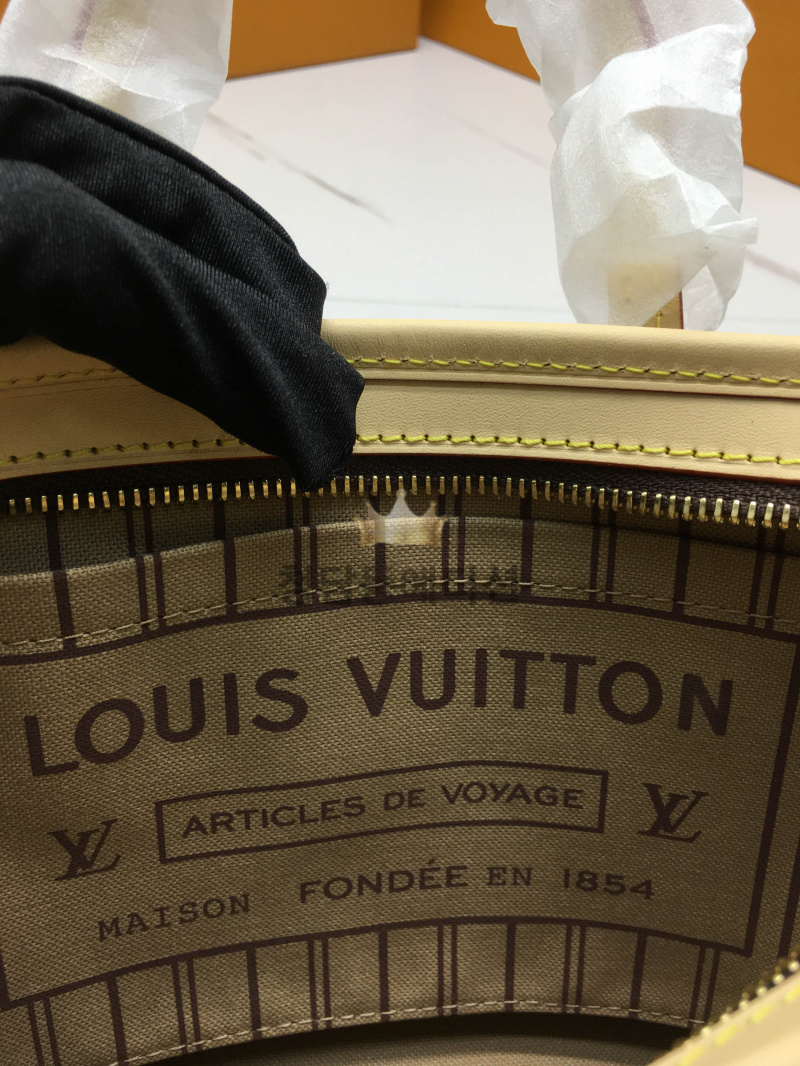 LOUIS VUITTON
LV ARTICLES DE VOYAGE LV
MAISON FONDÉE EN 1854